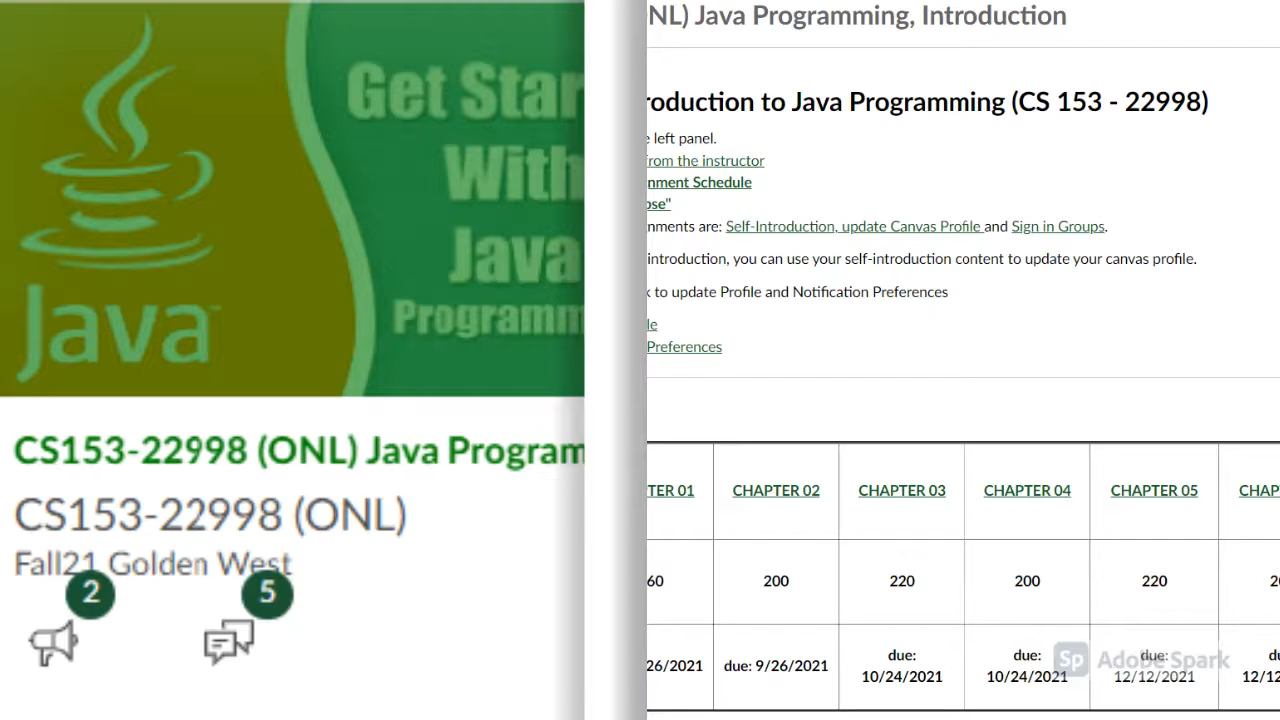 Java
Get Star
With
Java
Programm
CS153-22998 (ONL) Java Program
CS153-22998 (ONL)
Fall21 Golden West
2
5
NL) Java Programming, Introduction
roduction to Java Programming (CS 153 - 22998)
e left panel.
from the instructor
nment Schedule
ose"
nments are: Self-Introduction, update Canvas Profile and Sign in Groups.
introduction, you can use your self-introduction content to update your canvas profile.
k to update Profile and Notification Preferences
le
Preferences
TER 01 CHAPTER 02 CHAPTER 03 CHAPTER 04 CHAPTER 05 CHAP
60 200 220 200 220 20
26/2021 due: 9/26/2021 due: 10/24/2021 due: 10/24/2021 due: 12/12/2021 du 12/12
Sp Adobe Spark